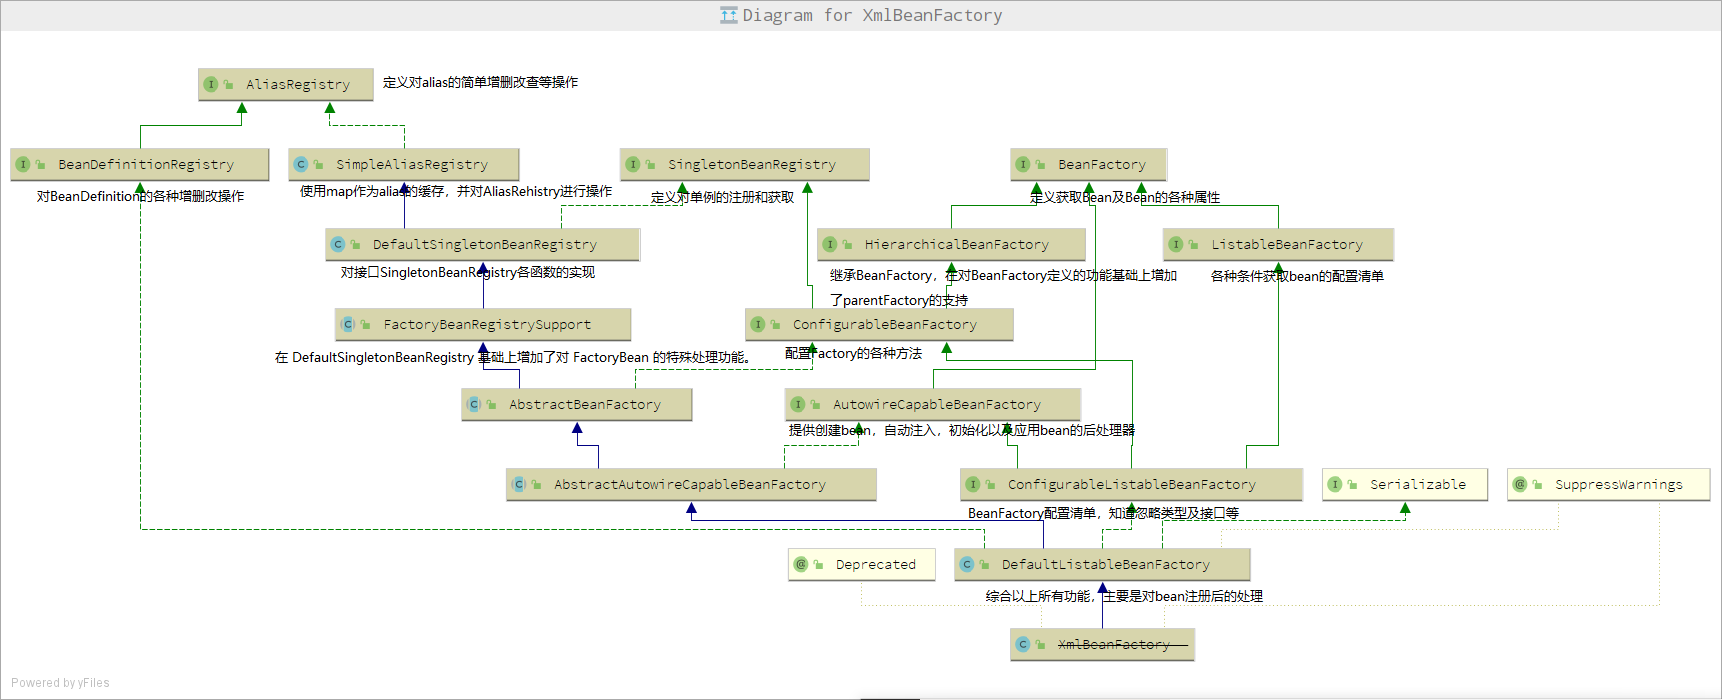 Diagram for XmlBeanFactory
AliasRegistry
定义对alias的简单增删改查等操作
BeanDefinitionRegistry
SimpleAliasRegistry
SingletonBeanRegistry
BeanFactory
对BeanDefinition的各种增删改操作
使用map作为alias的缓存，并对AliasRehistry进行操作
定义对单例的注册和获取
定义获取Bean及Bean的各种属性
DefaultSingletonBeanRegistry
HierarchicalBeanFactory
ListableBeanFactory
对接口SingletonBeanRegistry各函数的实现
继承BeanFactory，在对BeanFactory定义的功能基础上增加
了parentFactory的支持
各种条件获取bean的配置清单
FactoryBeanRegistrySupport
ConfigurableBeanFactory
在 DefaultSingletonBeanRegistry 基础上增加了对 FactoryBean 的特殊处理功能。
配置Factory的各种方法
AbstractBeanFactory
AutowireCapableBeanFactory
提供创建bean，自动注入，初始化以及应用bean的后处理器
AbstractAutowireCapableBeanFactory
ConfigurableListableBeanFactory
Serializable
SuppressWarnings
BeanFactory配置清单，知道忽略类型及接口等
Deprecated
DefaultListableBeanFactory
综合以上所有功能，主要是对bean注册后的处理
XmlBeanFactory
Powered by yFiles